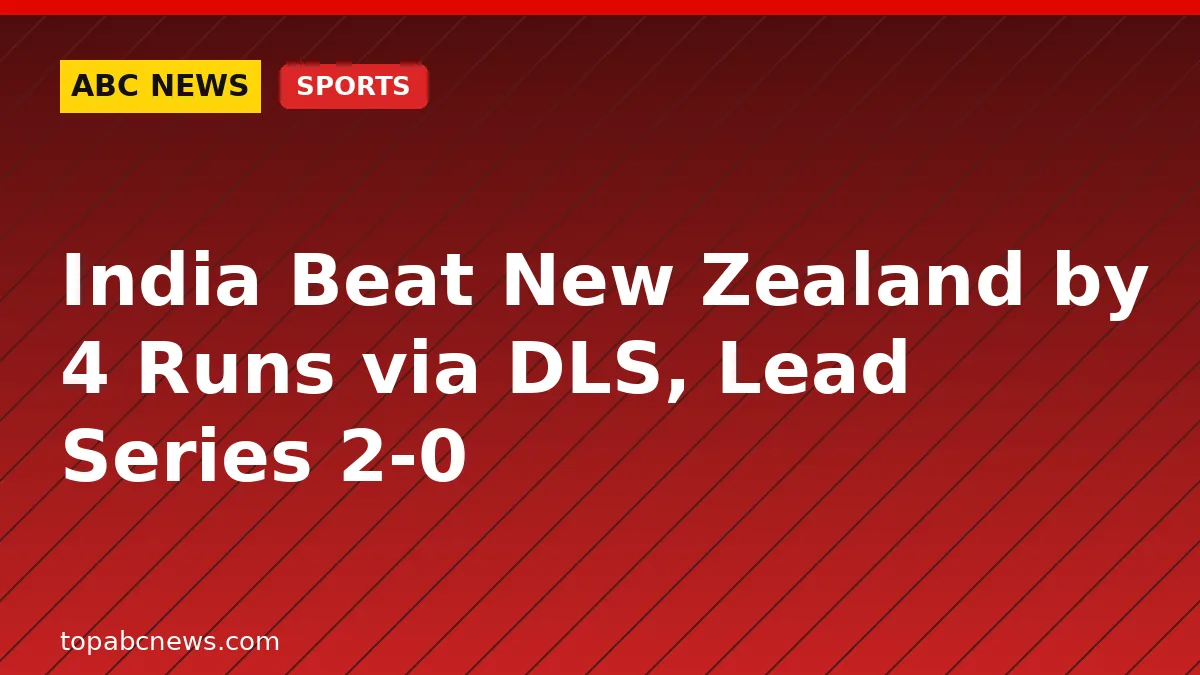 ABC NEWS
SPORTS
India Beat New Zealand by
4 Runs via DLS, Lead
Series 2-0
topabcnews.com